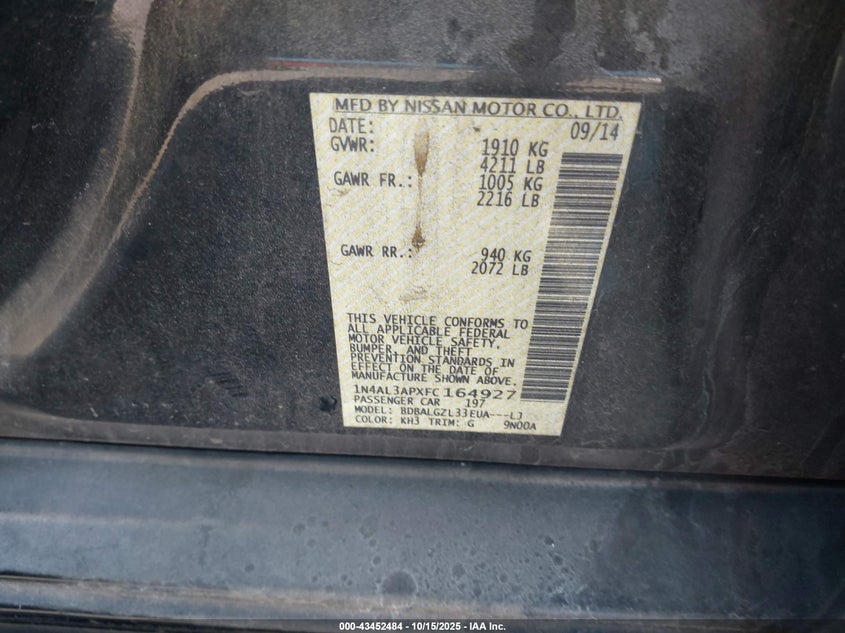 MFD BY NISSAN MOTOR CO., LTD.
DATE: 09/14
GVWR: 1910 KG
4211 LB
GAWR FR.: 1005 KG
2216 LB
GAWR RR.: 940 KG
2072 LB
THIS VEHICLE CONFORMS TO
ALL APPLICABLE FEDERAL
MOTOR VEHICLE SAFETY,
BUMPER, AND THEFT
PREVENTION STANDARDS IN
EFFECT ON THE DATE OF
MANUFACTURE SHOWN ABOVE.
1N4AL3APXFC164927
PASSENGER CAR 197
MODEL: BDBALGZL33EUA---LJ
COLOR: KH3 TRIM: G 9N00A
000-43452484 - 10/15/2025 - IAA Inc.